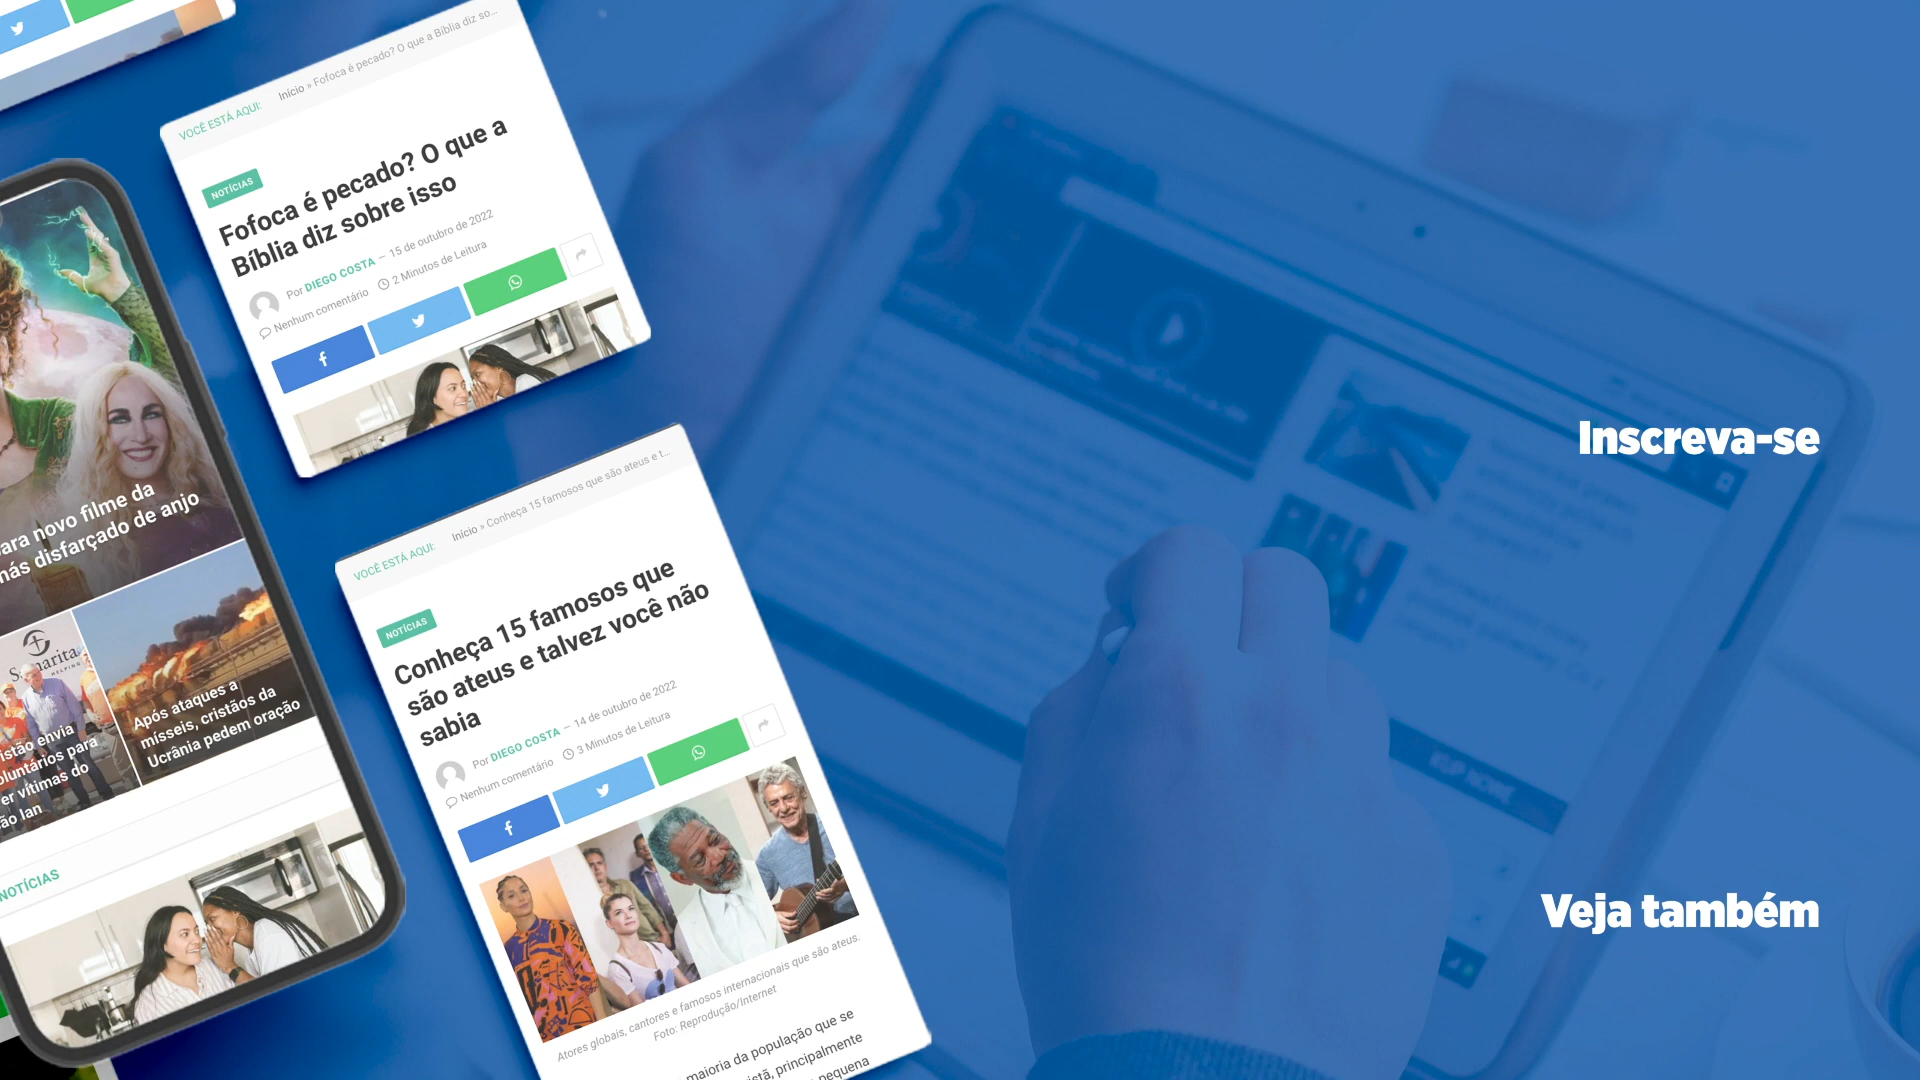 VOCÊ ESTÁ AQUI: Início » Fofoca é pecado? O que a Bíblia diz so...
NOTÍCIAS
Fofoca é pecado? O que a
Bíblia diz sobre isso
Por DIEGO COSTA — 15 de outubro de 2022
Nenhum comentário 2 Minutos de Leitura
VOCÊ ESTÁ AQUI: Início » Conheça 15 famosos que são ateus e t...
NOTÍCIAS
Conheça 15 famosos que
são ateus e talvez você não
sabia
Por DIEGO COSTA — 14 de outubro de 2022
Nenhum comentário 3 Minutos de Leitura
Atores globais, cantores e famosos internacionais que são ateus.
Foto: Reprodução/Internet
maioria da população que se
principalmente
pequena
novo filme da
disfarçado de anjo
HELPING
envia
para
er vítimas do
Ian
Após ataques a
mísseis, cristãos da
Ucrânia pedem oração
NOTÍCIAS
Inscreva-se
Veja também